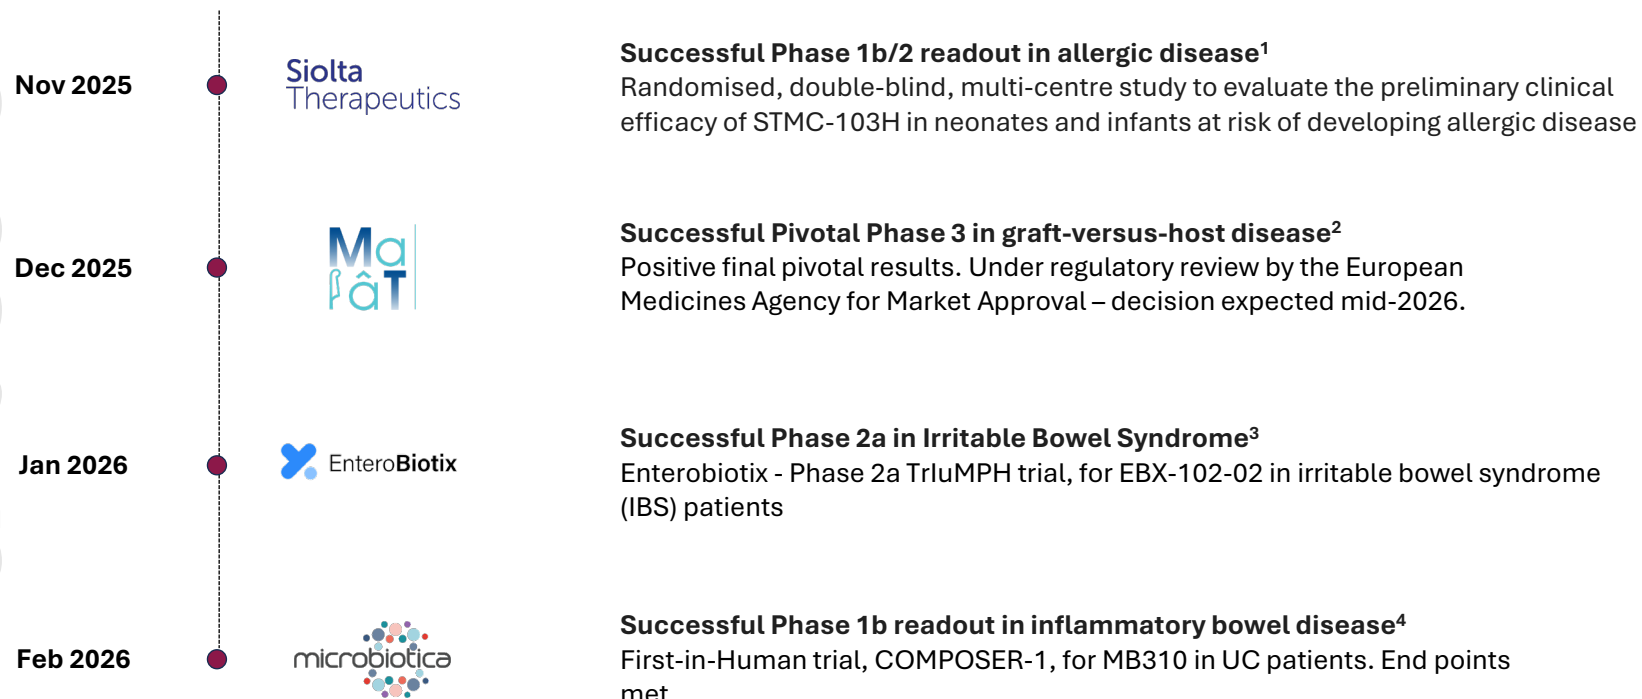 Nov 2025
Siolta
Therapeutics
Successful Phase 1b/2 readout in allergic disease¹
Randomised, double-blind, multi-centre study to evaluate the preliminary clinical
efficacy of STMC-103H in neonates and infants at risk of developing allergic disease
Dec 2025
Ma
âT
Successful Pivotal Phase 3 in graft-versus-host disease²
Positive final pivotal results. Under regulatory review by the European
Medicines Agency for Market Approval – decision expected mid-2026.
Jan 2026
EnteroBiotix
Successful Phase 2a in Irritable Bowel Syndrome³
Enterobiotix - Phase 2a TrIuMPH trial, for EBX-102-02 in irritable bowel syndrome
(IBS) patients
Feb 2026
microbiotica
Successful Phase 1b readout in inflammatory bowel disease⁴
First-in-Human trial, COMPOSER-1, for MB310 in UC patients. End points
met